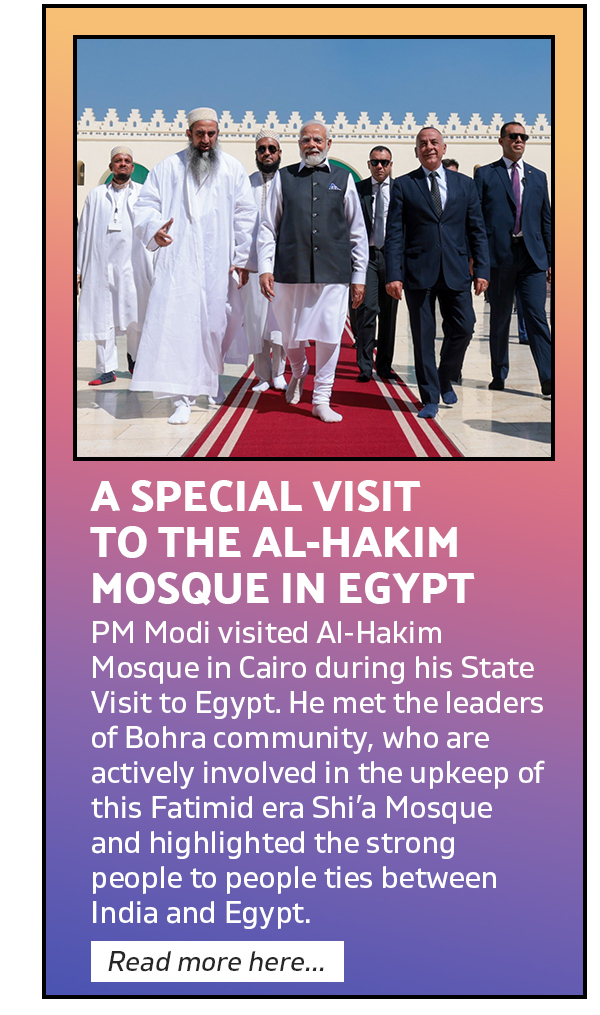 A SPECIAL VISIT
TO THE AL-HAKIM
MOSQUE IN EGYPT
PM Modi visited Al-Hakim
Mosque in Cairo during his State
Visit to Egypt. He met the leaders
of Bohra community, who are
actively involved in the upkeep of
this Fatimid era Shi’a Mosque
and highlighted the strong
people to people ties between
India and Egypt.
Read more here...